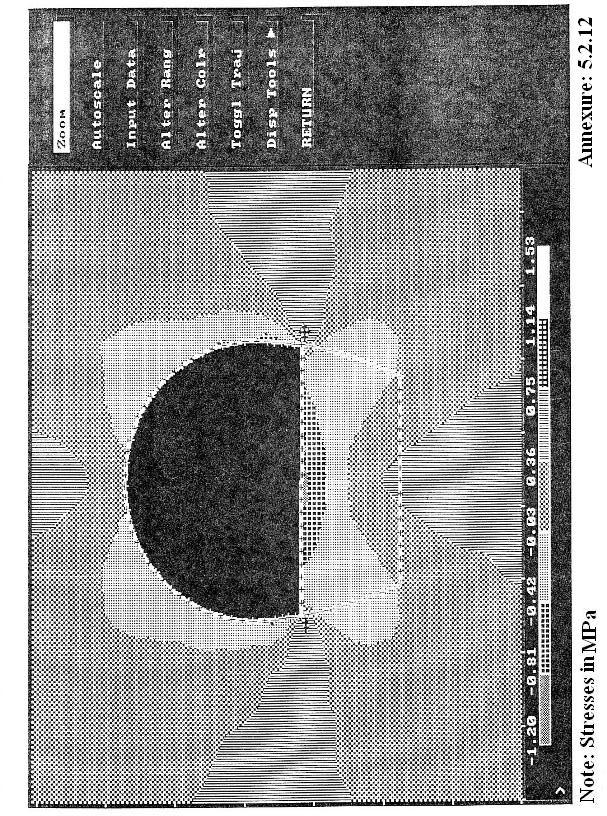 Zoom
Autoscale
Input Data
Alter Rang
Alter Colr
Toggl Traj
Disp Tools
RETURN
-1.20 -0.81 -0.42 -0.03 0.36 0.75 1.14 1.53
Note: Stresses in MPa
Annexure: 5.2.12